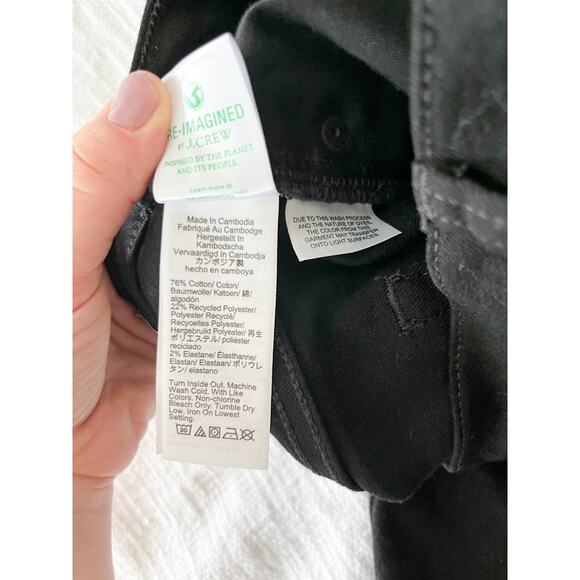 RE-IMAGINED
BY J.CREW
INSPIRED BY THE PLANET
AND ITS PEOPLE.
Learn more at
Made In Cambodia
Fabriqué Au Cambodge
Hergestellt In
Kambodscha
Vervaardigd In Cambodja
カンボジア製
hecho en camboya
76% Cotton/ Coton/
Baumwolle/ Katoen/ 綿/
algodón
22% Recycled Polyester/
Polyester Recyclé/
Recyceltes Polyester/
Hergebruikt Polyester/ 再生
ポリエステル/ poliéster
reciclado
2% Elastane/ Élasthanne/
Elastan/ Elastaan/ ポリウレ
タン/ elastano
Turn Inside Out. Machine
Wash Cold. With Like
Colors. Non-chlorine
Bleach Only. Tumble Dry
Low. Iron On Lowest
Setting.
30
DUE TO THIS WASH PROCESS
AND THE NATURE OF DYES,
THE COLOR FROM THIS
GARMENT MAY TRANSFER
ONTO LIGHT SURFACES.